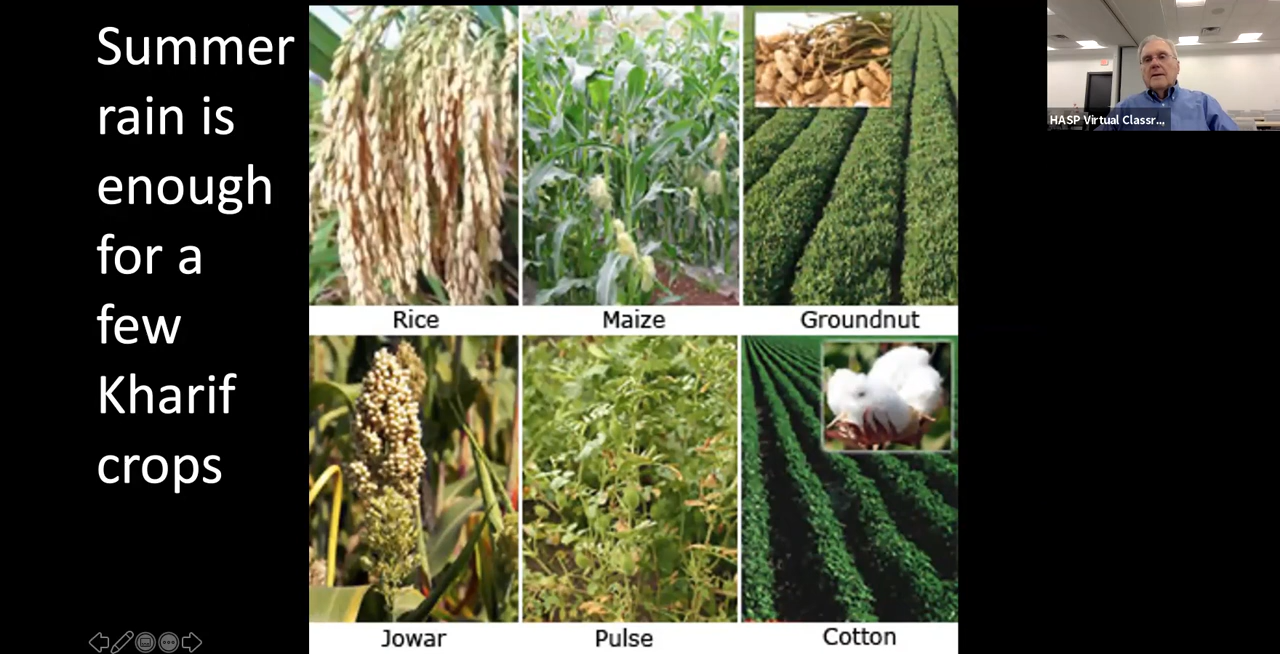 Summer
rain is
enough
for a
few
Kharif
crops
Rice
Maize
Groundnut
Jowar
Pulse
Cotton
HASP Virtual Classr...,